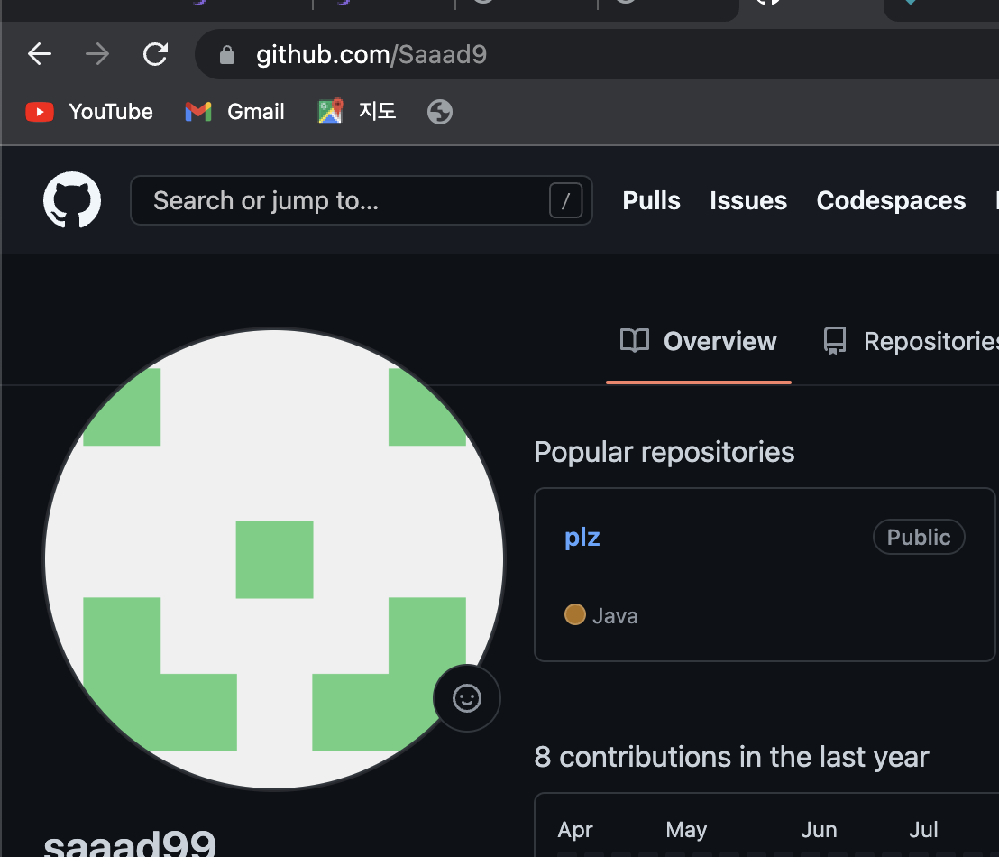 github.com/Saaad9
YouTube Gmail 지도
Search or jump to... / Pulls Issues Codespaces
Overview Repositories
Popular repositories
plz Public
Java
8 contributions in the last year
Apr May Jun Jul
saaad99